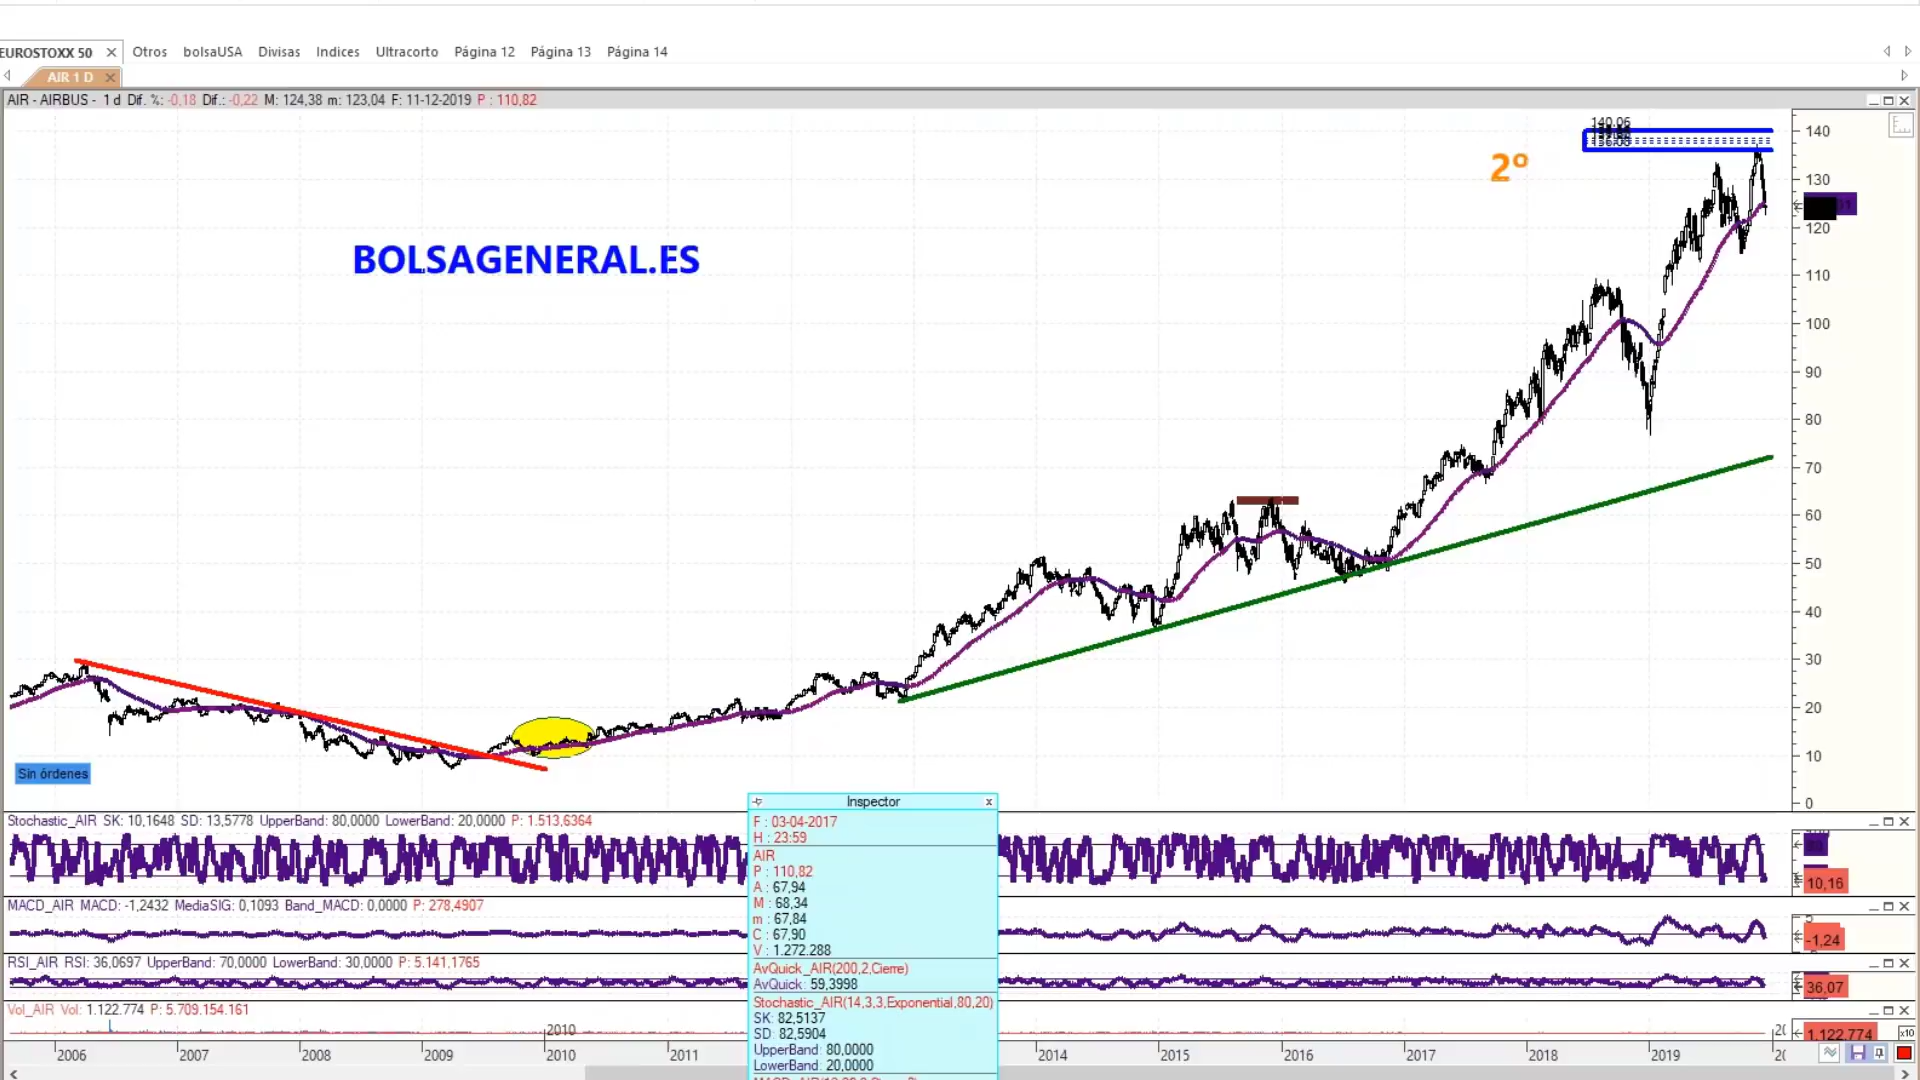 EUROSTOXX 50 Otros bolsaUSA Divisas Indices Ultracorto Página 12 Página 13 Página 14
AIR 1 D
AIR - AIRBUS - 1 d Dif. %: -0,18 Dif.: -0,22 M: 124,38 m: 123,04 F: 11-12-2019 P : 110,82
140.06
140
2º
130
120
BOLSAGENERAL.ES
110
100
90
80
70
60
50
40
30
20
10
Sin órdenes
0
Stochastic_AIR SK: 10,1648 SD: 13,5778 UpperBand: 80,0000 LowerBand: 20,0000 P: 1.513,6364
10,16
MACD_AIR MACD: -1,2432 MediaSIG: 0,1093 Band_MACD: 0,0000 P: 278,4907
5
-1,24
RSI_AIR RSI: 36,0697 UpperBand: 70,0000 LowerBand: 30,0000 P: 5.141,1765
36,07
Vol_AIR Vol: 1.122.774 P: 5.709.154.161
2010
1.122.774
x10
Inspector
F : 03-04-2017
H : 23:59
AIR
P : 110,82
A : 67,94
M : 68,34
m : 67,84
C : 67,90
V : 1.272.288
AvQuick_AIR(200,2,Cierre)
AvQuick: 59,3998
Stochastic_AIR(14,3,3,Exponential,80,20)
SK: 82,5137
SD: 82,5904
UpperBand: 80,0000
LowerBand: 20,0000
2006 2007 2008 2009 2010 2011 2014 2015 2016 2017 2018 2019